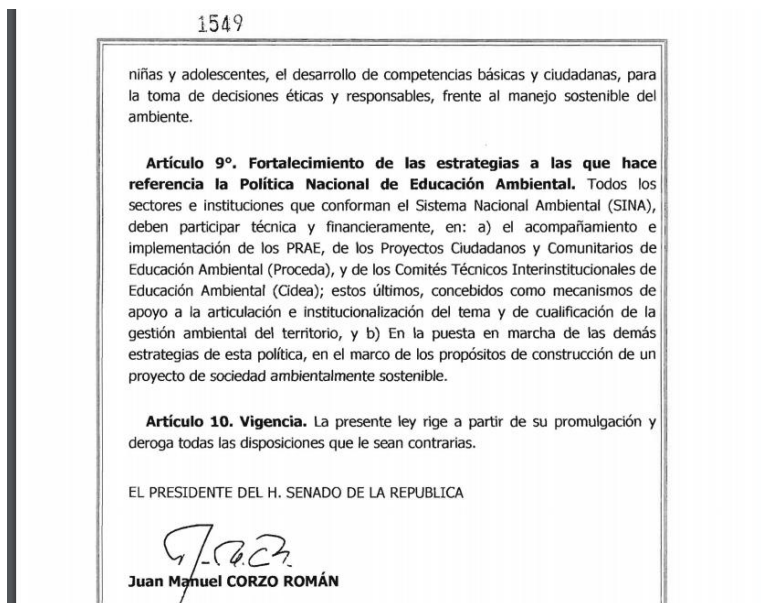 1549
niñas y adolescentes, el desarrollo de competencias básicas y ciudadanas, para
la toma de decisiones éticas y responsables, frente al manejo sostenible del
ambiente.
Artículo 9°. Fortalecimiento de las estrategias a las que hace
referencia la Política Nacional de Educación Ambiental. Todos los
sectores e instituciones que conforman el Sistema Nacional Ambiental (SINA),
deben participar técnica y financieramente, en: a) el acompañamiento e
implementación de los PRAE, de los Proyectos Ciudadanos y Comunitarios de
Educación Ambiental (Proceda), y de los Comités Técnicos Interinstitucionales de
Educación Ambiental (Cidea); estos últimos, concebidos como mecanismos de
apoyo a la articulación e institucionalización del tema y de cualificación de la
gestión ambiental del territorio, y b) En la puesta en marcha de las demás
estrategias de esta política, en el marco de los propósitos de construcción de un
proyecto de sociedad ambientalmente sostenible.
Artículo 10. Vigencia. La presente ley rige a partir de su promulgación y
deroga todas las disposiciones que le sean contrarias.
EL PRESIDENTE DEL H. SENADO DE LA REPUBLICA
Juan Manuel CORZO ROMÁN